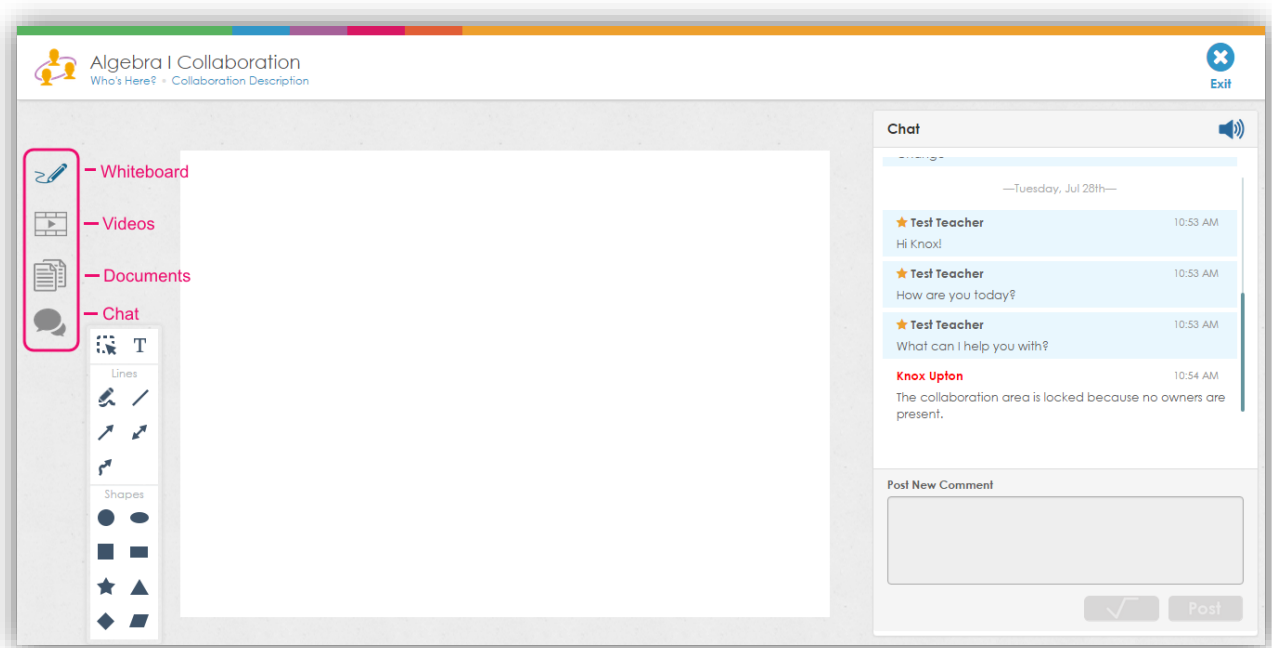 Algebra I Collaboration
Who's Here? • Collaboration Description
Exit
Whiteboard
Videos
Documents
Chat
T
Lines
Shapes
Chat
Change
—Tuesday, Jul 28th—
Test Teacher 10:53 AM
Hi Knox!
Test Teacher 10:53 AM
How are you today?
Test Teacher 10:53 AM
What can I help you with?
Knox Upton 10:54 AM
The collaboration area is locked because no owners are
present.
Post New Comment
√ Post